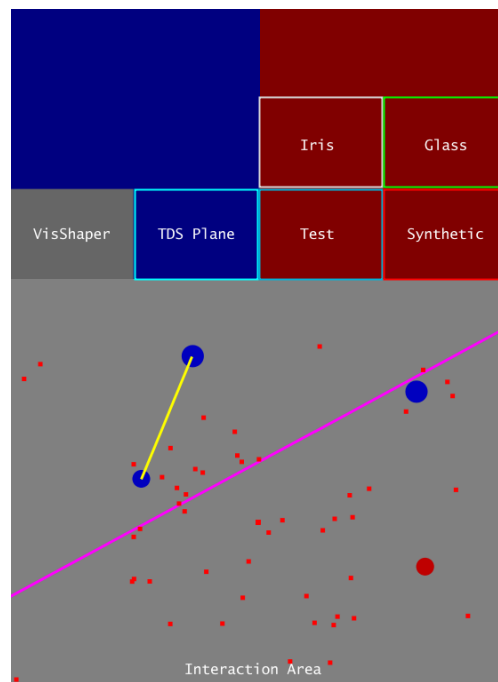 Iris
Glass
VisShaper
TDS Plane
Test
Synthetic
Interaction Area